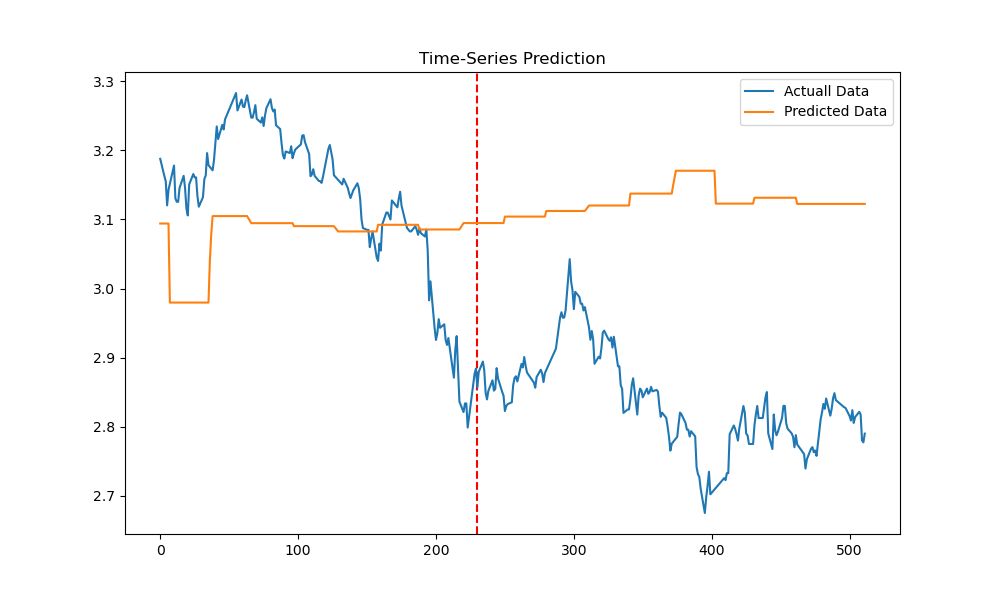 Time-Series Prediction
Actuall Data
Predicted Data
3.3
3.2
3.1
3.0
2.9
2.8
2.7
0 100 200 300 400 500